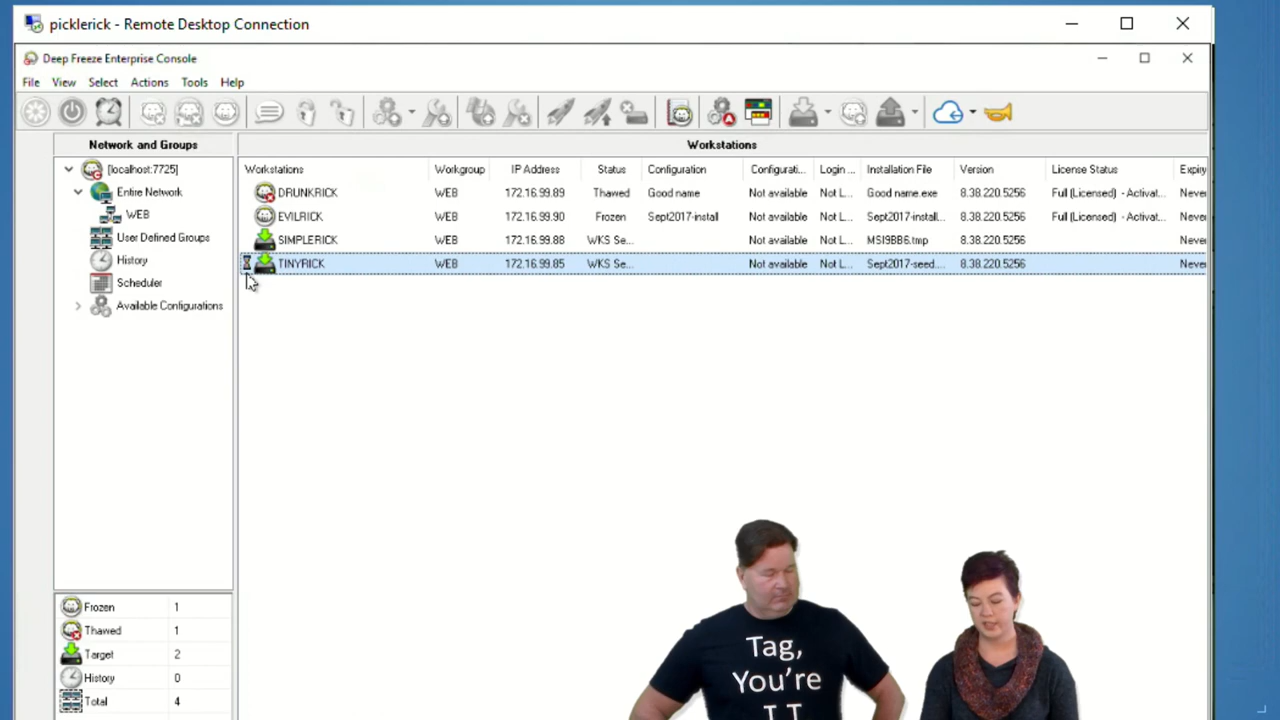 picklerick - Remote Desktop Connection
Deep Freeze Enterprise Console
File View Select Actions Tools Help
Network and Groups
[localhost:7725]
Entire Network
WEB
User Defined Groups
History
Scheduler
Available Configurations
Workstations
Workstations Workgroup IP Address Status Configuration Configurati... Login ... Installation File Version License Status Expiry
DRUNKRICK WEB 172.16.99.89 Thawed Good name Not available Not L... Good name.exe 8.38.220.5256 Full (Licensed) - Activat... Never
EVILRICK WEB 172.16.99.90 Frozen Sept2017-install Not available Not L... Sept2017-install... 8.38.220.5256 Full (Licensed) - Activat... Never
SIMPLERICK WEB 172.16.99.88 WKS Se... Not available Not L... MSI9BB6.tmp 8.38.220.5256 Never
TINYRICK WEB 172.16.99.85 WKS Se... Not available Not L... Sept2017-seed.... 8.38.220.5256 Never
Frozen 1
Thawed 1
Target 2
History 0
Total 4
Tag,
You're
I T